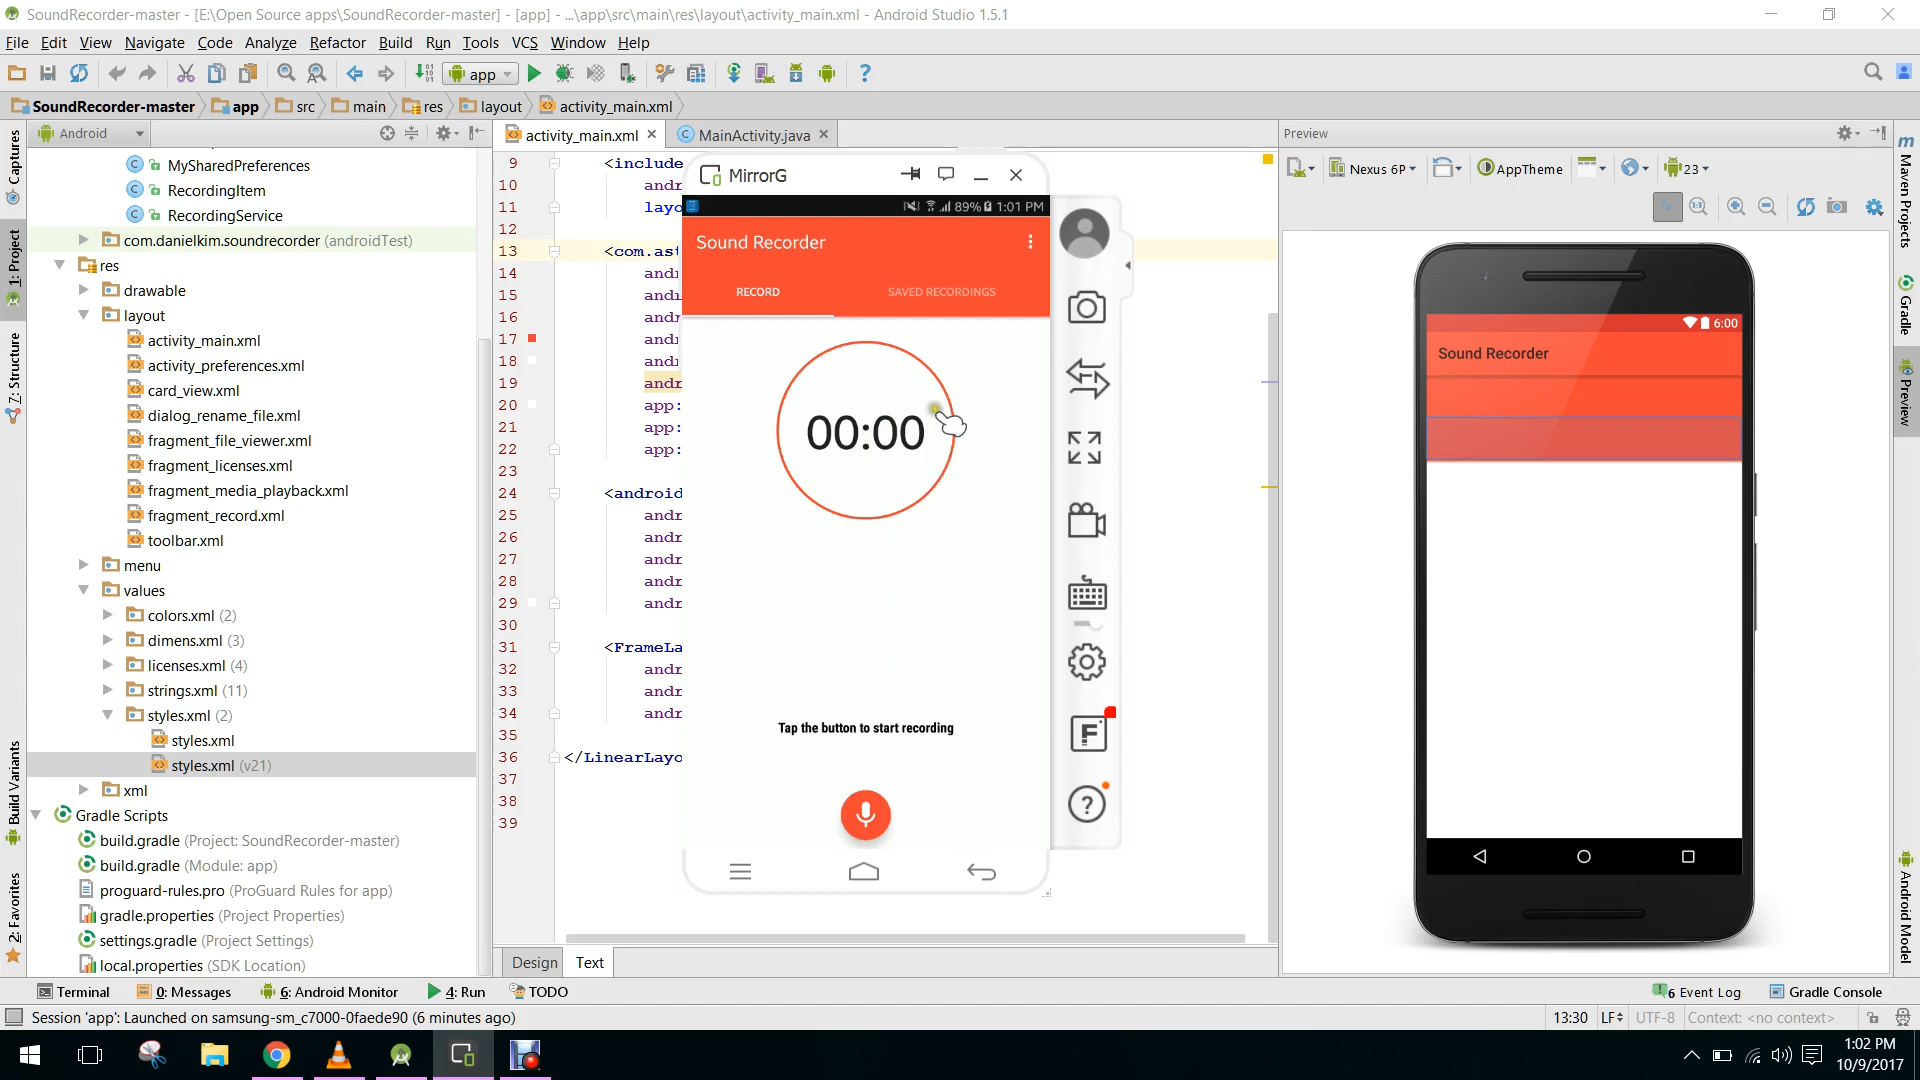 SoundRecorder-master - [E:\Open Source apps\SoundRecorder-master] - [app] - ...\app\src\main\res\layout\activity_main.xml - Android Studio 1.5.1
File Edit View Navigate Code Analyze Refactor Build Run Tools VCS Window Help
app
SoundRecorder-master app src main res layout activity_main.xml
Captures
1: Project
7: Structure
Build Variants
2: Favorites
Android
MySharedPreferences
RecordingItem
RecordingService
com.danielkim.soundrecorder (androidTest)
res
drawable
layout
activity_main.xml
activity_preferences.xml
card_view.xml
dialog_rename_file.xml
fragment_file_viewer.xml
fragment_licenses.xml
fragment_media_playback.xml
fragment_record.xml
toolbar.xml
menu
values
colors.xml (2)
dimens.xml (3)
licenses.xml (4)
strings.xml (11)
styles.xml (2)
styles.xml
styles.xml (v21)
xml
Gradle Scripts
build.gradle (Project: SoundRecorder-master)
build.gradle (Module: app)
proguard-rules.pro (ProGuard Rules for app)
gradle.properties (Project Properties)
settings.gradle (Project Settings)
local.properties (SDK Location)
activity_main.xml MainActivity.java
9 <include
10 andr
11 layo
12
13 <com.ast
14 andr
15 andr
16 andr
17 andr
18 andr
19 andr
20 app:
21 app:
22 app:
23
24 <android
25 andr
26 andr
27 andr
28 andr
29 andr
30
31 <FrameLa
32 andr
33 andr
34 andr
35
36 </LinearLayo
37
38
39
Design Text
MirrorG
89% 1:01 PM
Sound Recorder
RECORD SAVED RECORDINGS
00:00
Tap the button to start recording
F
?
Preview
Nexus 6P AppTheme 23
6:00
Sound Recorder
m Maven Projects
Gradle
Preview
Android Model
Terminal 0: Messages 6: Android Monitor 4: Run TODO 6 Event Log Gradle Console
Session 'app': Launched on samsung-sm_c7000-0faede90 (6 minutes ago) 13:30 LF UTF-8 Context: <no context>
1:02 PM
10/9/2017